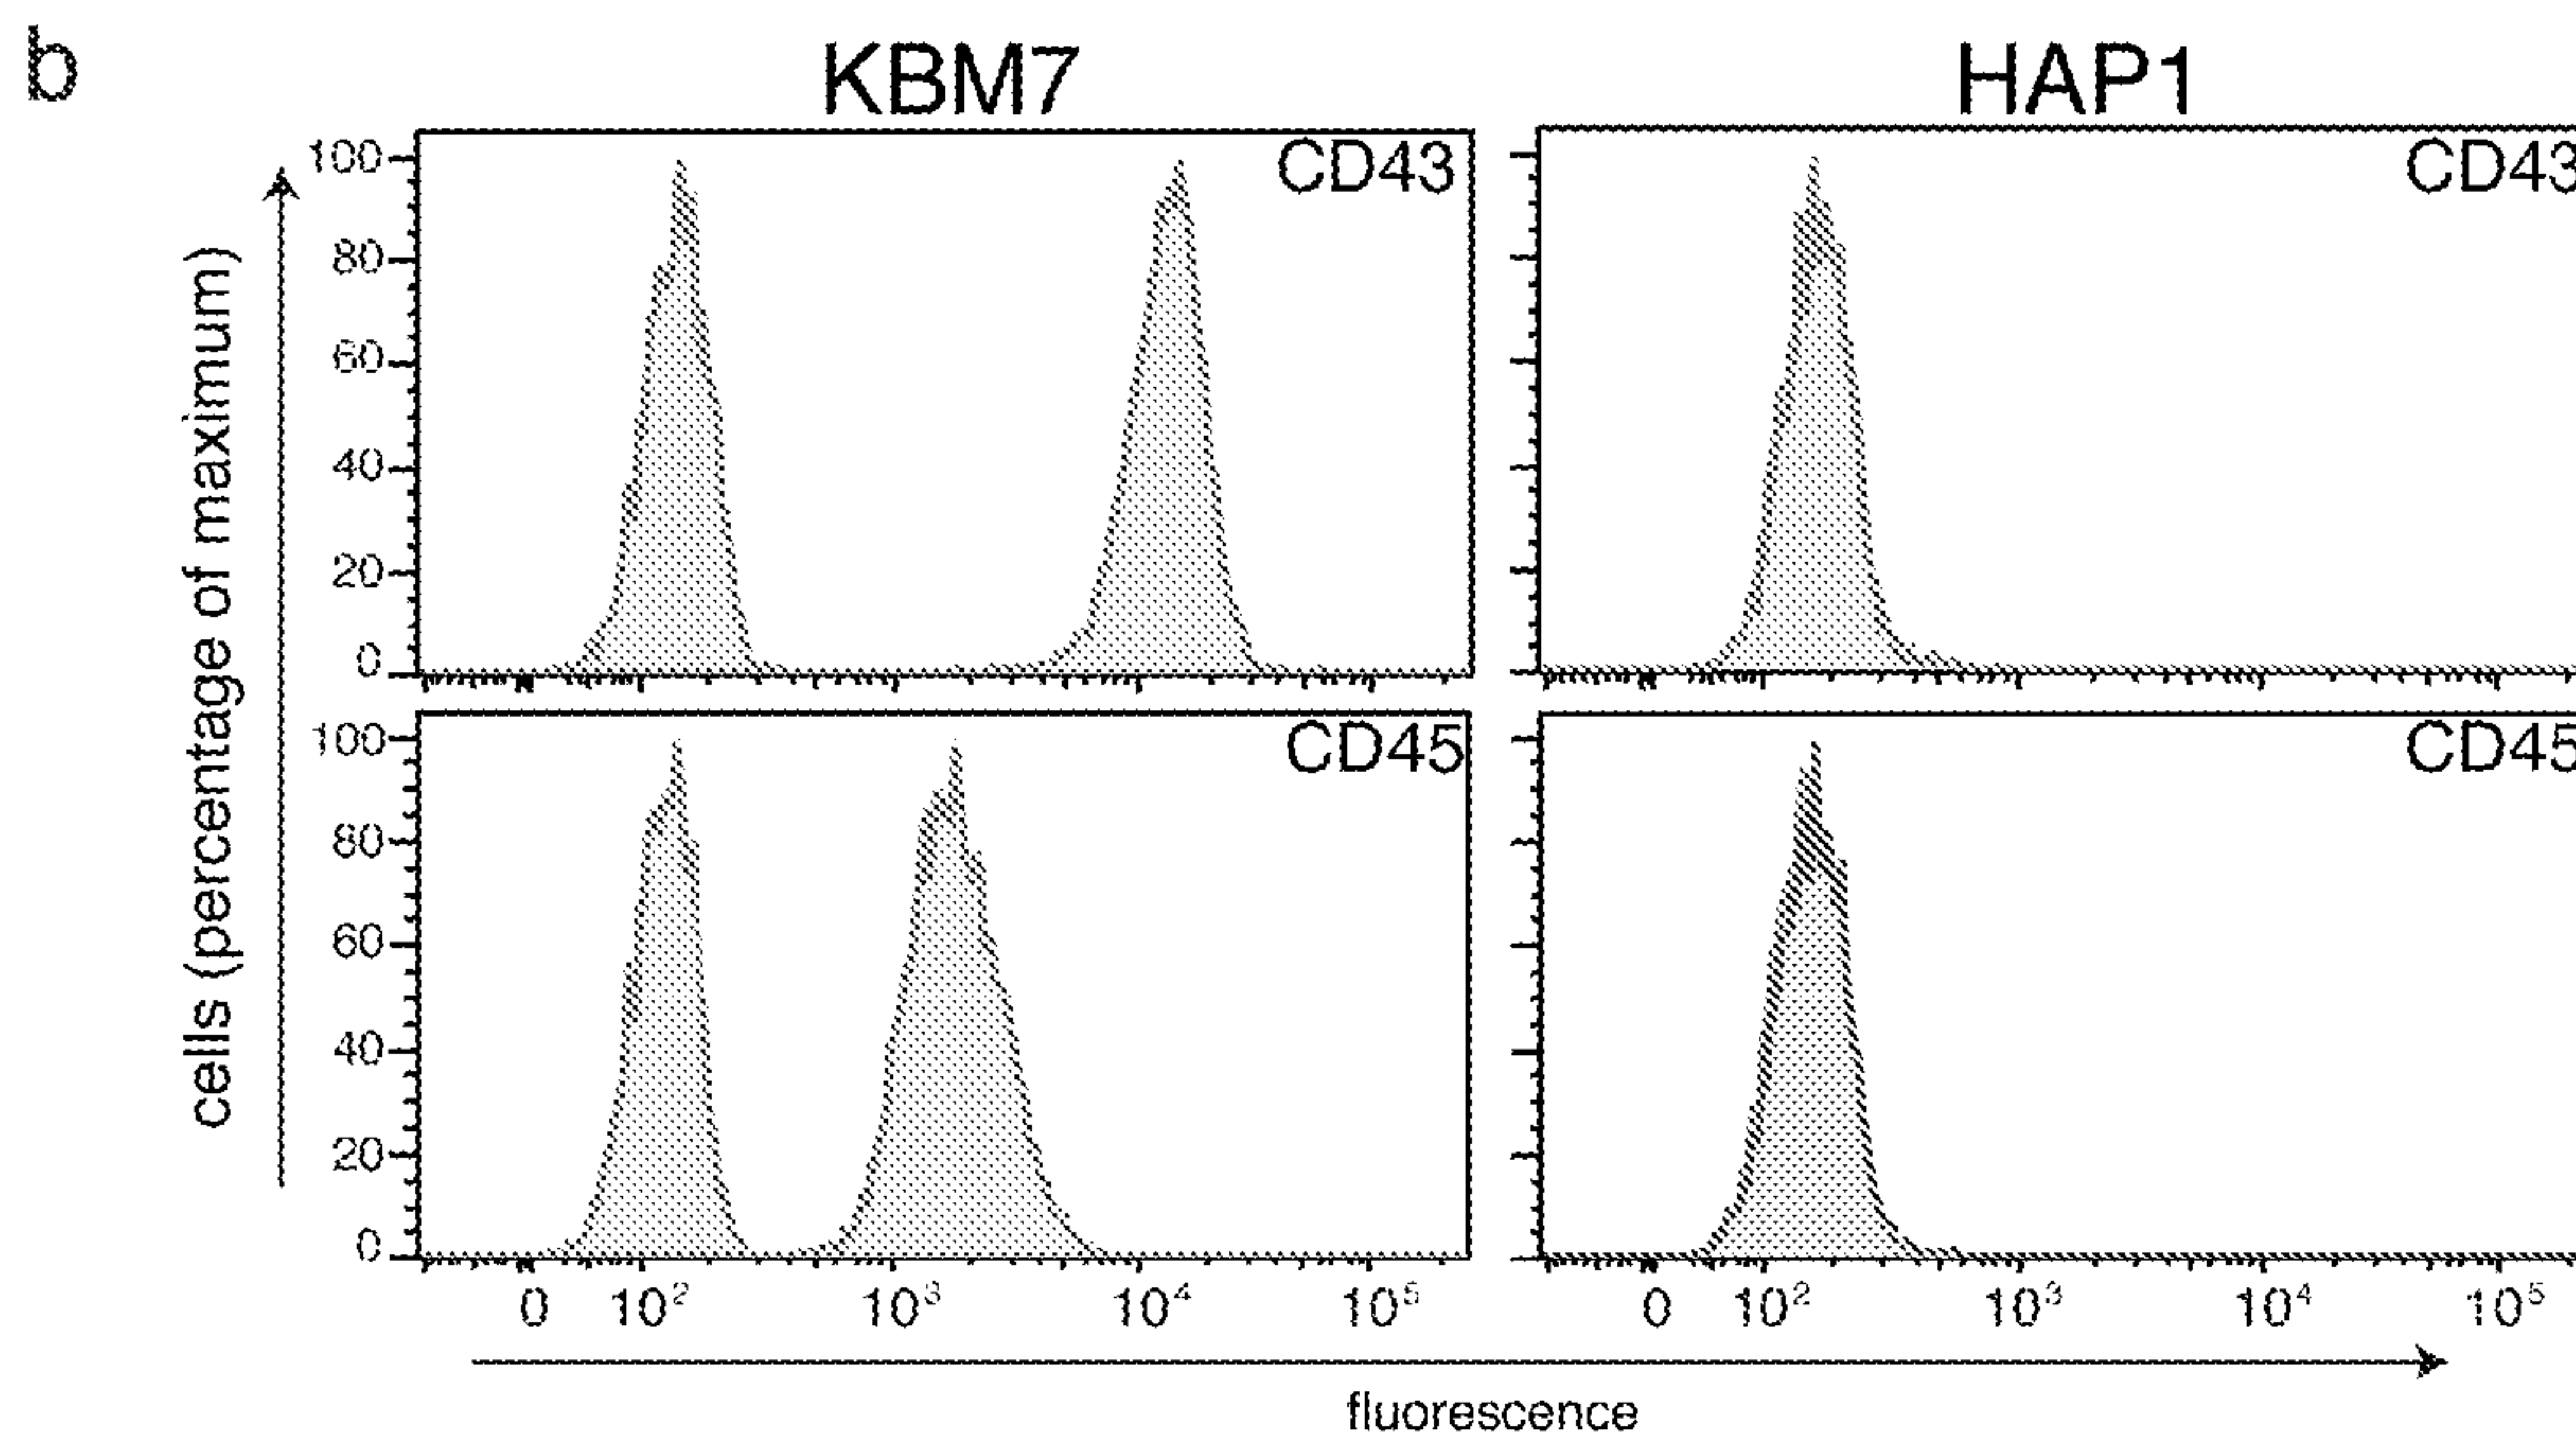 b
KBM7
HAP1
cells (percentage of maximum)
100
80
60
40
20
0
CD43
CD43
100
80
60
40
20
0
CD45
CD45
0 10² 10³ 10⁴ 10⁵
0 10² 10³ 10⁴ 10⁵
fluorescence